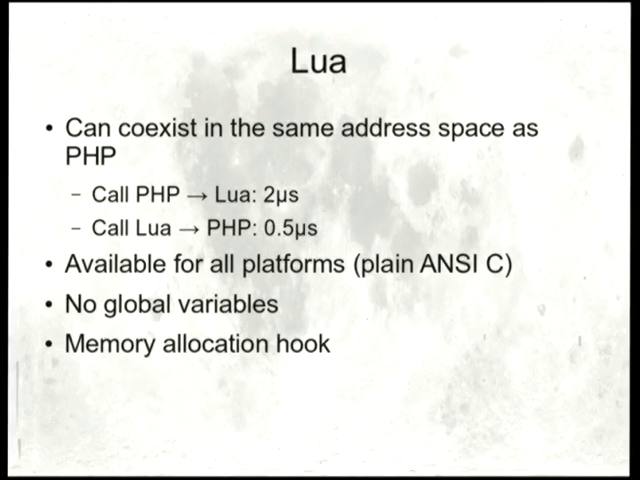 Lua
• Can coexist in the same address space as
PHP
– Call PHP → Lua: 2µs
– Call Lua → PHP: 0.5µs
• Available for all platforms (plain ANSI C)
• No global variables
• Memory allocation hook